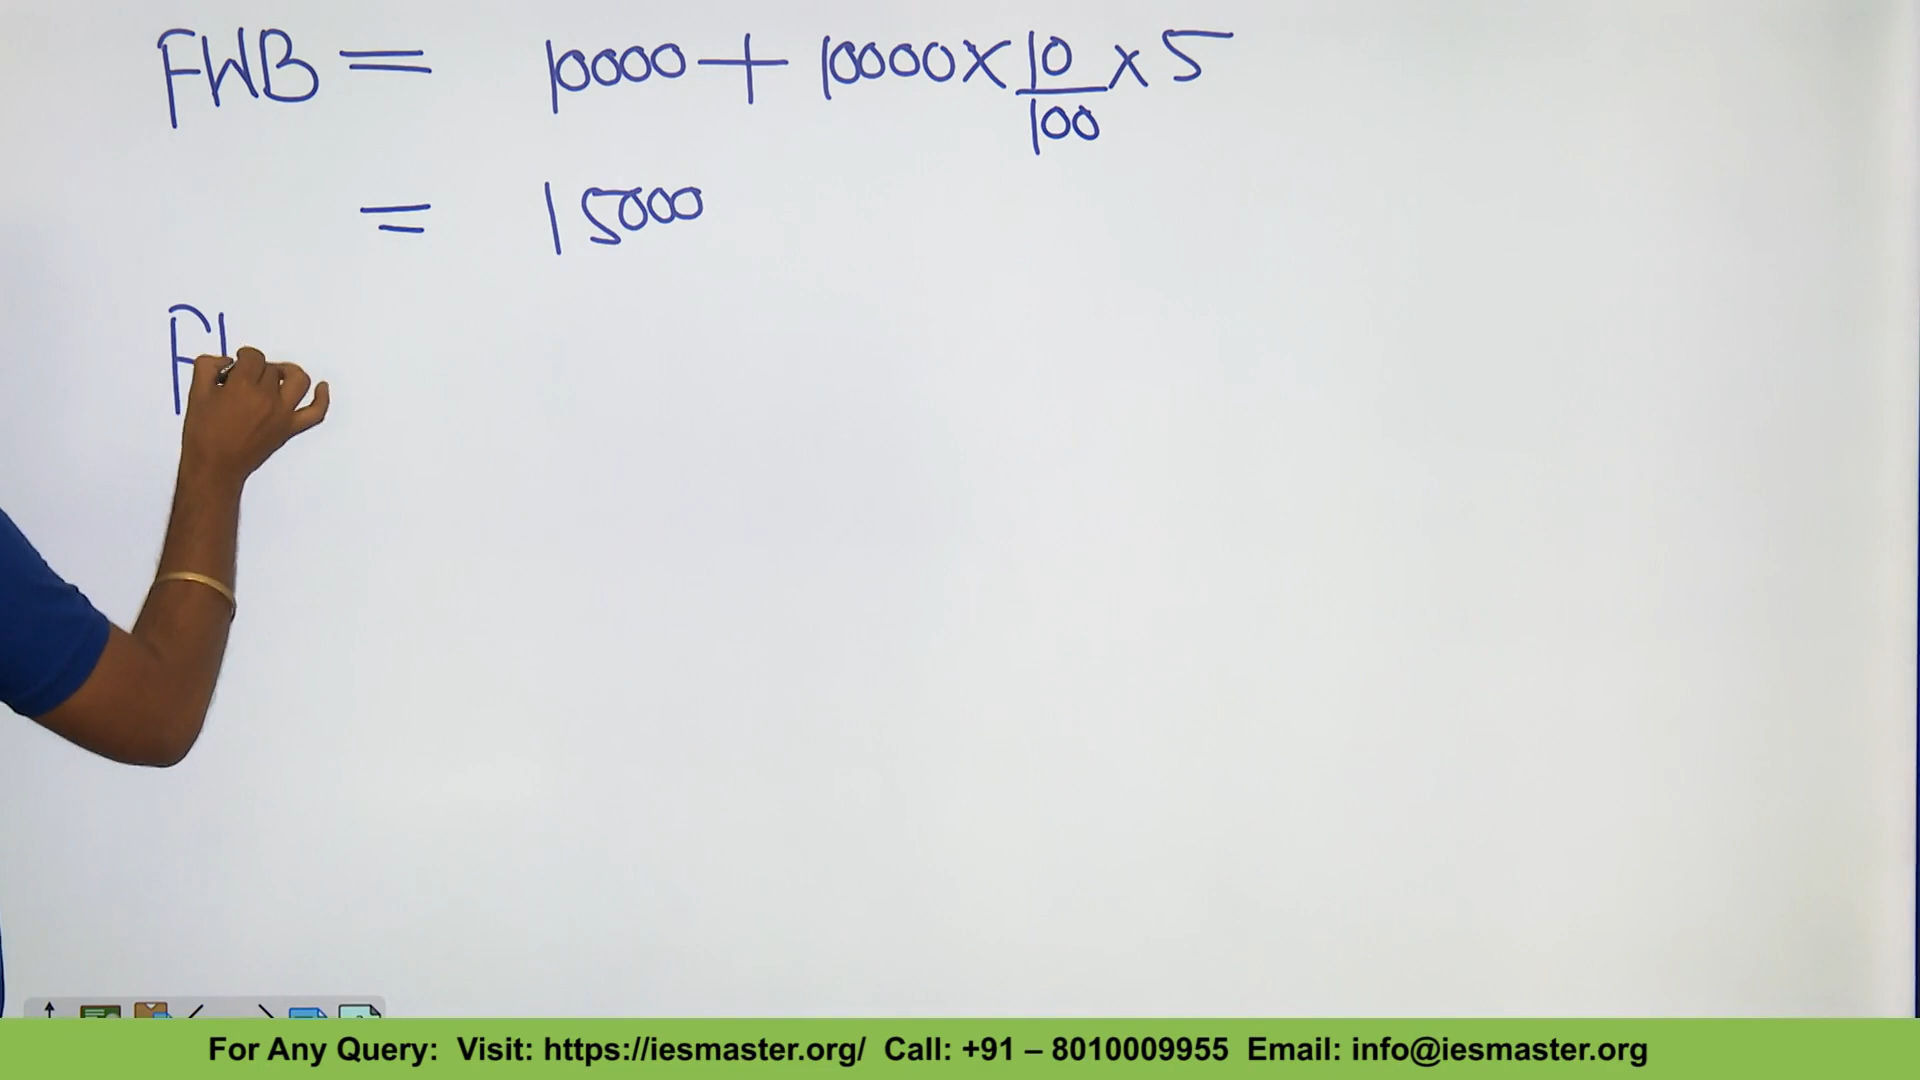 FWB = 10000 + 10000 × 10/100 × 5
= 15000
F
For Any Query: Visit: https://iesmaster.org/ Call: +91 – 8010009955 Email: info@iesmaster.org